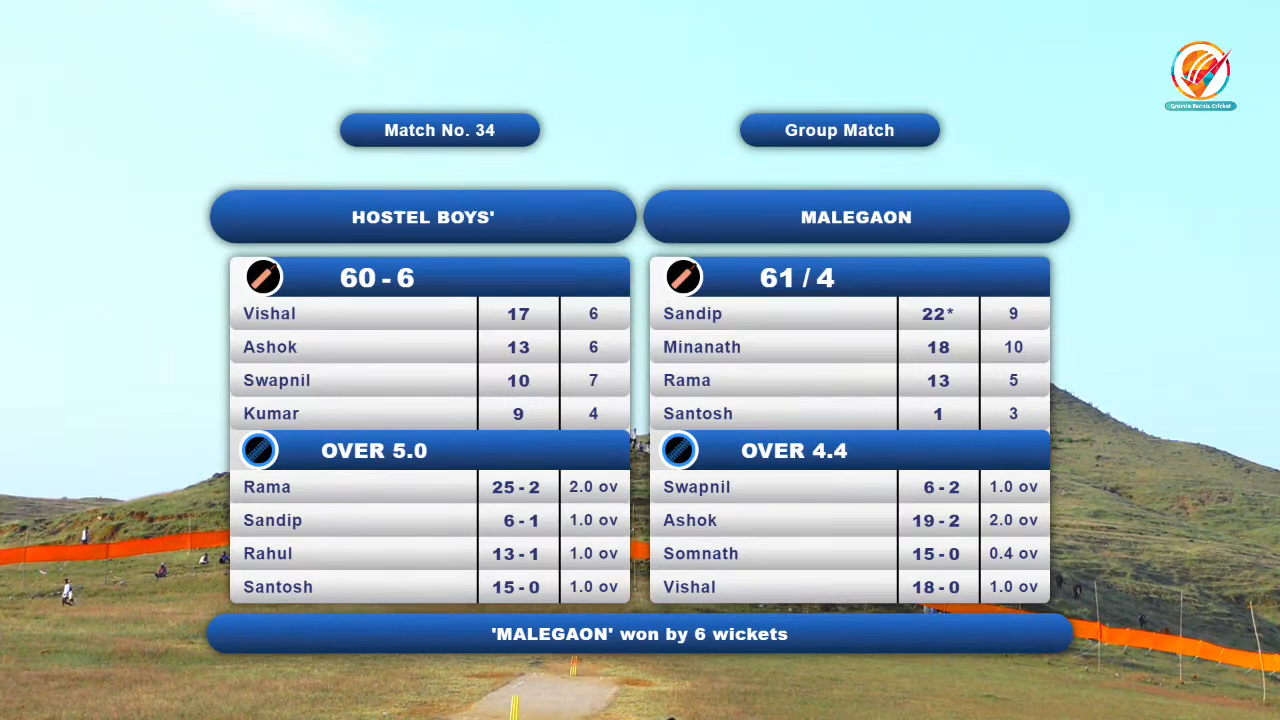 Gramin Tennis Cricket
Match No. 34
Group Match
HOSTEL BOYS'
60 - 6
Vishal 17 6
Ashok 13 6
Swapnil 10 7
Kumar 9 4
OVER 5.0
Rama 25 - 2 2.0 ov
Sandip 6 - 1 1.0 ov
Rahul 13 - 1 1.0 ov
Santosh 15 - 0 1.0 ov
MALEGAON
61 / 4
Sandip 22* 9
Minanath 18 10
Rama 13 5
Santosh 1 3
OVER 4.4
Swapnil 6 - 2 1.0 ov
Ashok 19 - 2 2.0 ov
Somnath 15 - 0 0.4 ov
Vishal 18 - 0 1.0 ov
'MALEGAON' won by 6 wickets